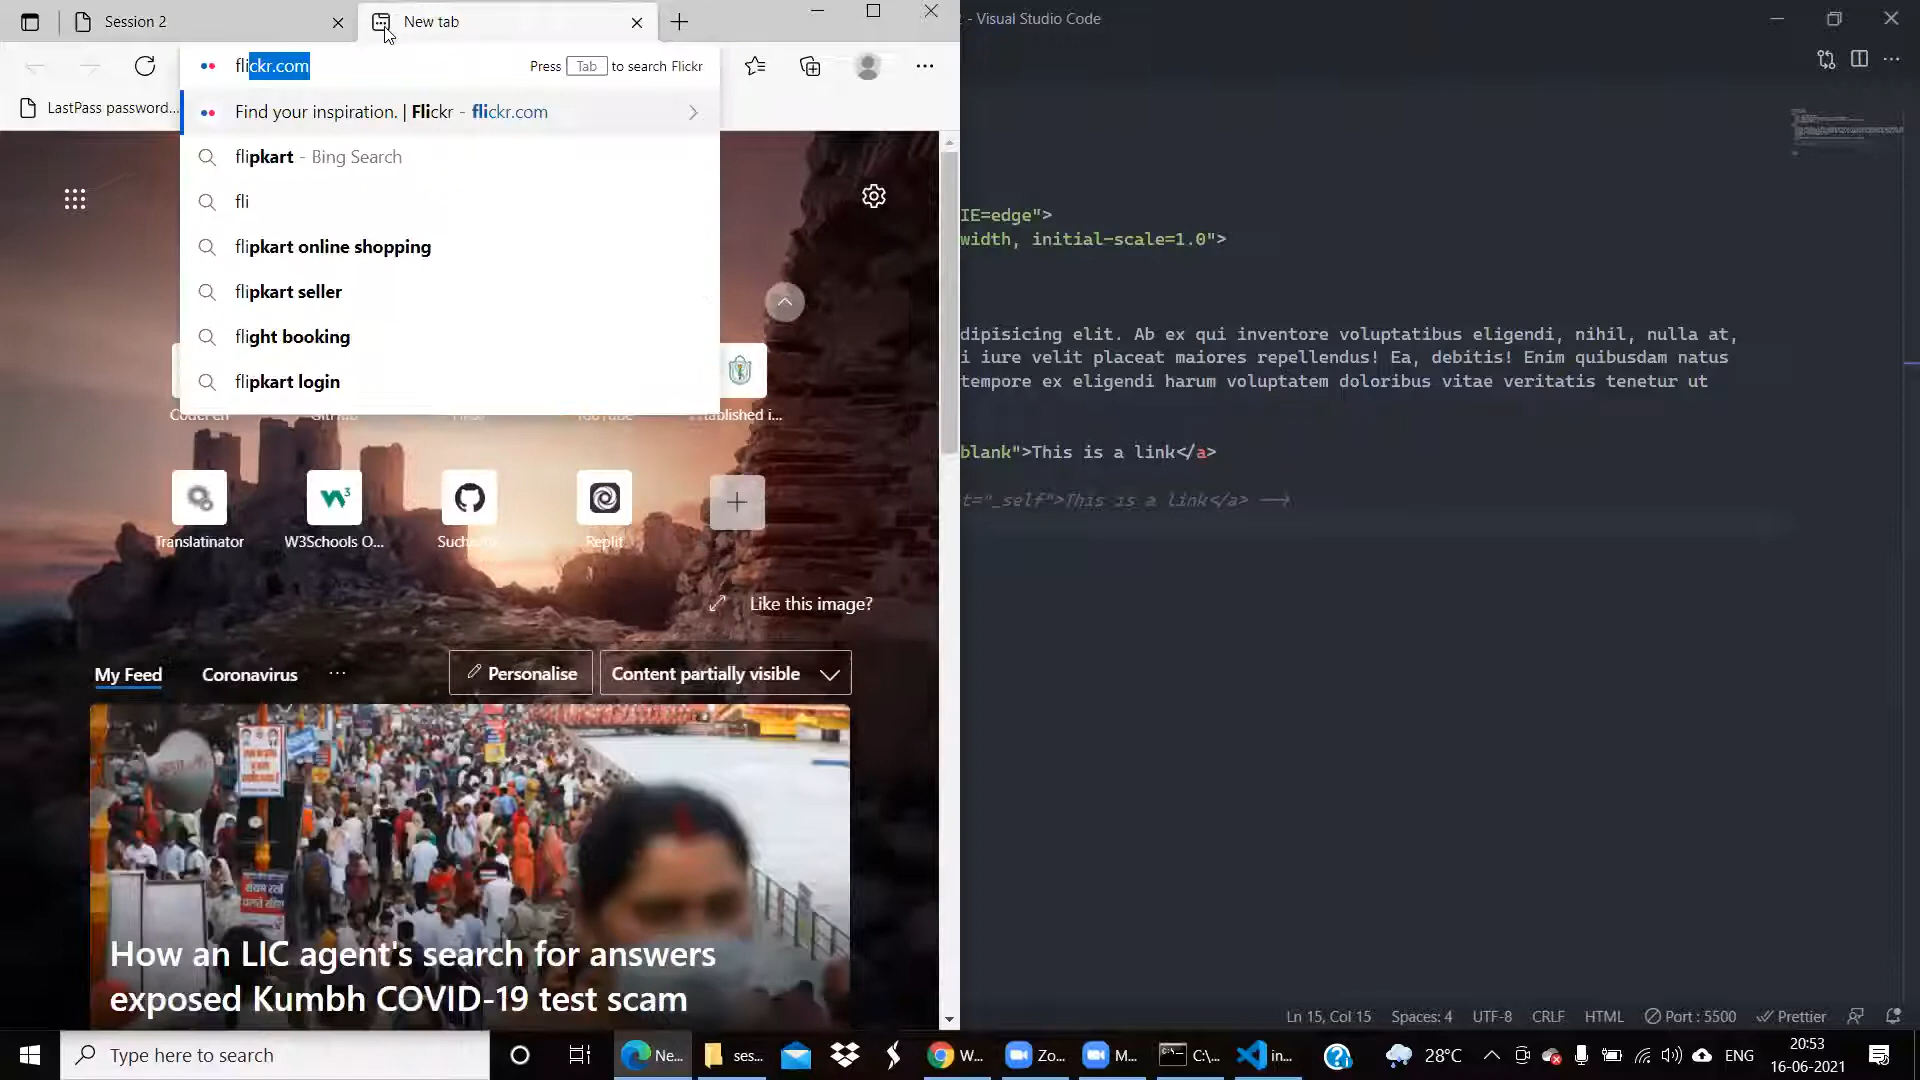 Session 2
New tab
2 - Visual Studio Code
flickr.com
Press Tab to search Flickr
LastPass password...
Find your inspiration. | Flickr - flickr.com
flipkart - Bing Search
fli
flipkart online shopping
flipkart seller
flight booking
flipkart login
IE=edge">
width, initial-scale=1.0">
dipisicing elit. Ab ex qui inventore voluptatibus eligendi, nihil, nulla at,
i iure velit placeat maiores repellendus! Ea, debitis! Enim quibusdam natus
tempore ex eligendi harum voluptatem doloribus vitae veritatis tenetur ut
blank">This is a link</a>
t="_self">This is a link</a> -->
Translatinator
W3Schools O...
Replit
Like this image?
My Feed
Coronavirus
...
Personalise
Content partially visible
How an LIC agent's search for answers
exposed Kumbh COVID-19 test scam
Ln 15, Col 15
Spaces: 4
UTF-8
CRLF
HTML
Port : 5500
Prettier
Type here to search
Ne...
ses...
W...
Zo...
M...
C:\...
in...
28°C
ENG
20:53
16-06-2021